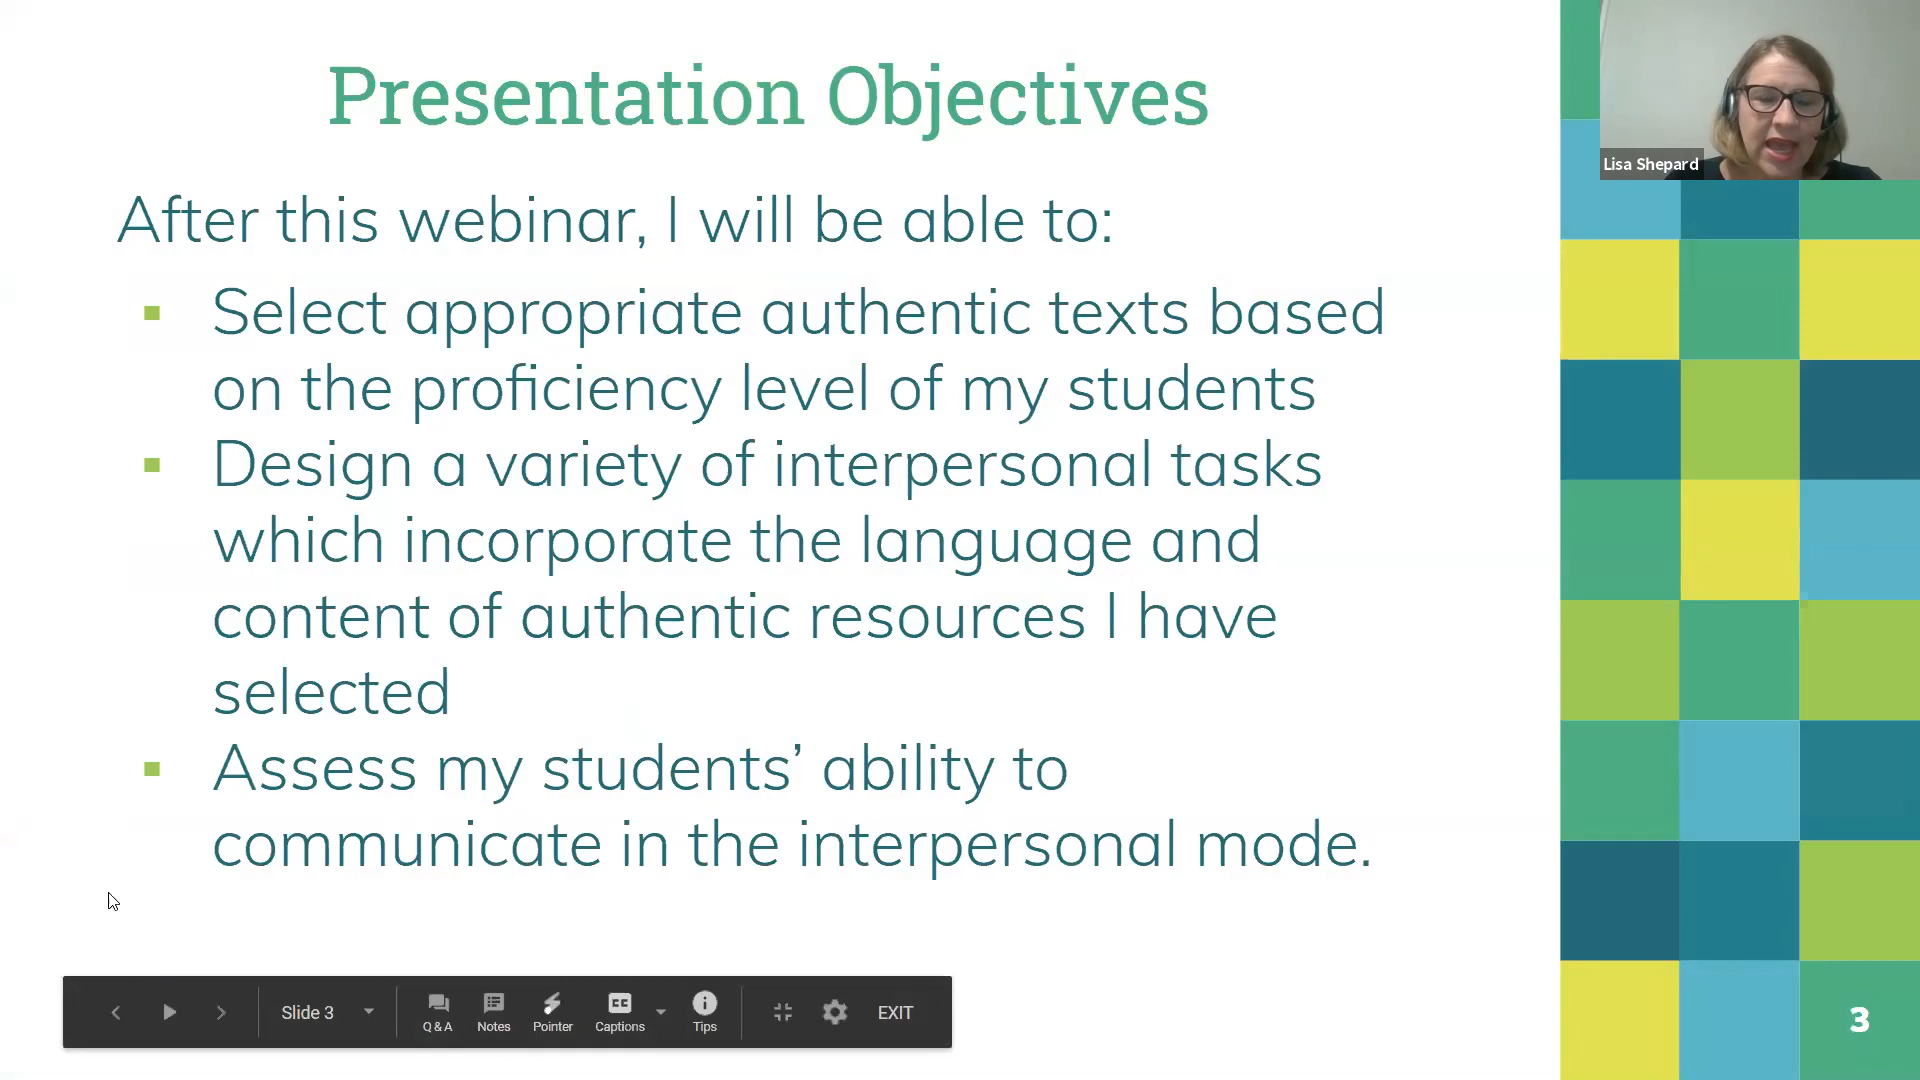 Presentation Objectives
Lisa Shepard
After this webinar, I will be able to:
▪ Select appropriate authentic texts based
on the proficiency level of my students
▪ Design a variety of interpersonal tasks
which incorporate the language and
content of authentic resources I have
selected
▪ Assess my students’ ability to
communicate in the interpersonal mode.
Slide 3
Q & A
Notes
Pointer
CC
Captions
Tips
EXIT
3